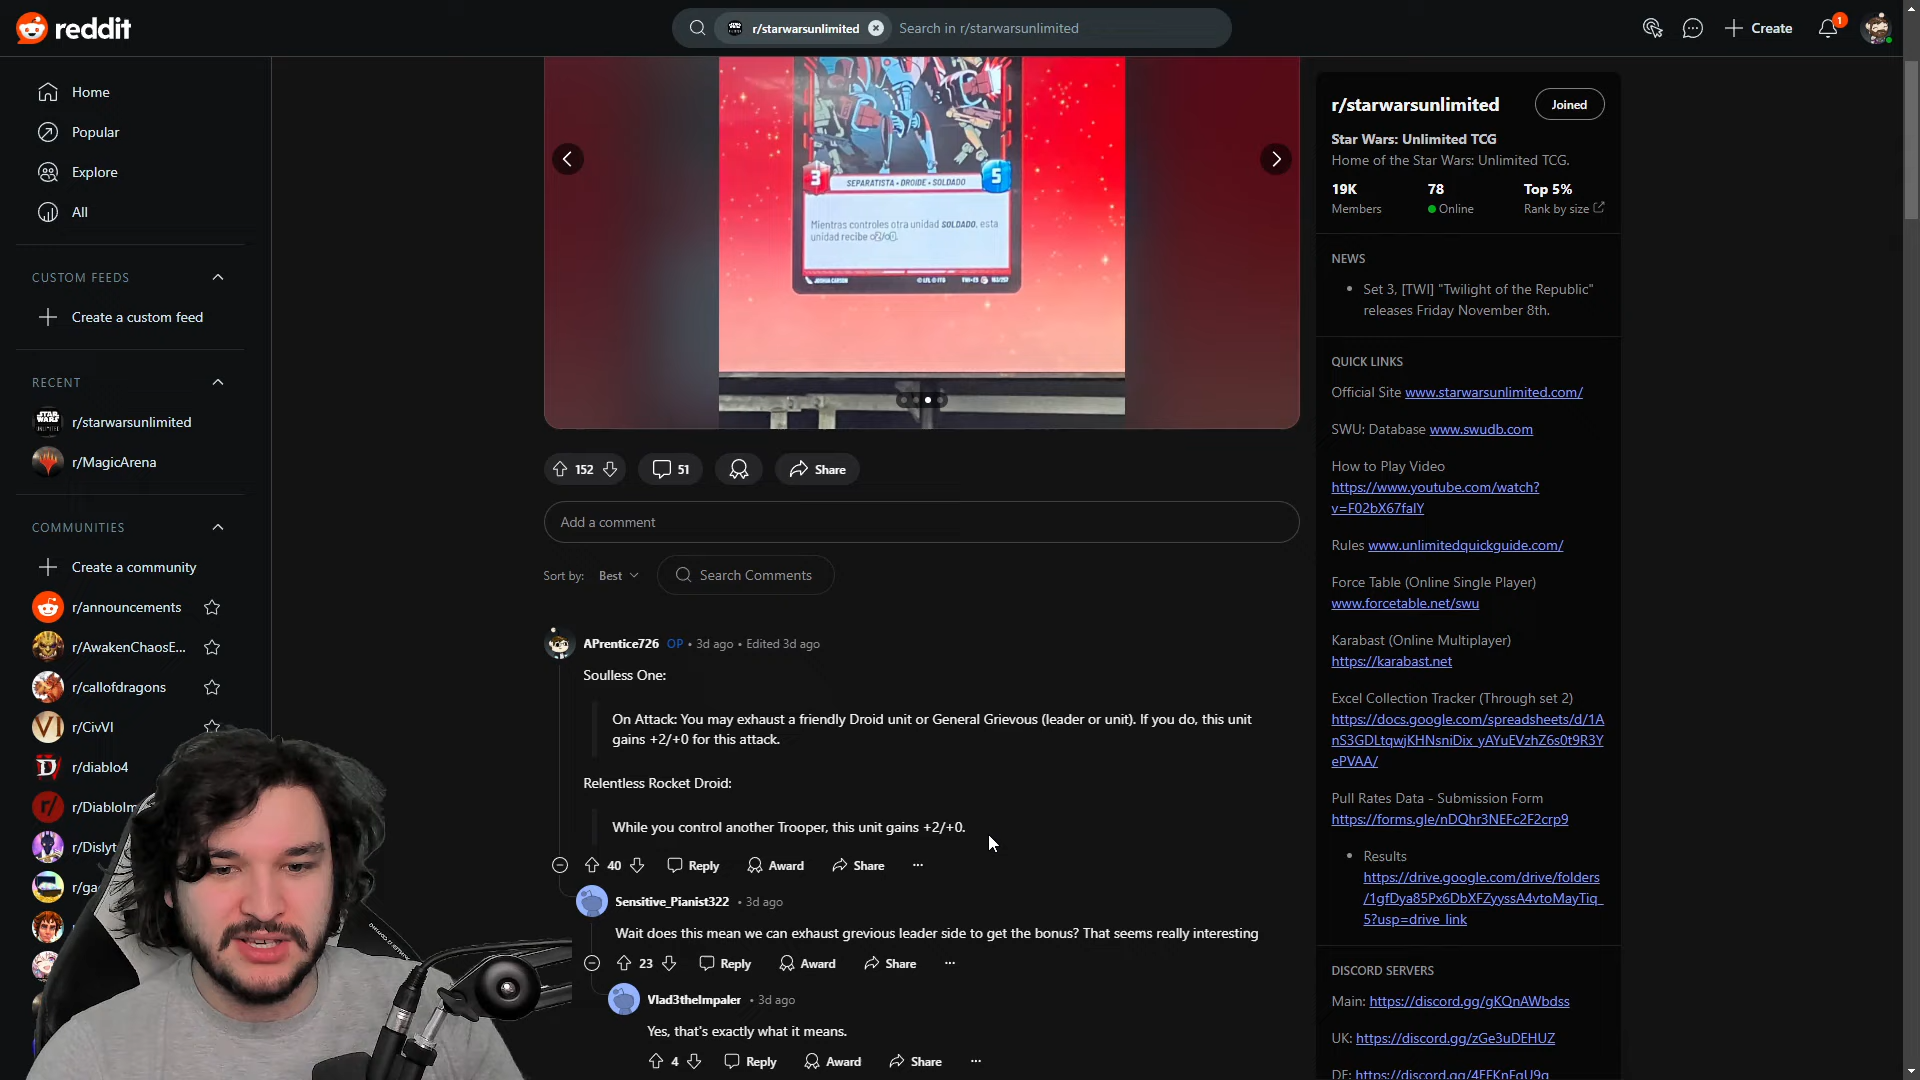 reddit
r/starwarsunlimited
Search in r/starwarsunlimited
Create
1
Home
Popular
Explore
All
CUSTOM FEEDS
Create a custom feed
RECENT
r/starwarsunlimited
r/MagicArena
COMMUNITIES
Create a community
r/announcements
r/AwakenChaosE...
r/callofdragons
r/CivVI
r/diablo4
r/DiabloIm
r/Dislyt
r/ga
3
SEPARATISTA • DROIDE • SOLDADO
5
Mientras controles otra unidad SOLDADO, esta
unidad recibe
JOSHUA CARSON
152
51
Share
Add a comment
Sort by:
Best
Search Comments
APrentice726 OP • 3d ago • Edited 3d ago
Soulless One:
On Attack: You may exhaust a friendly Droid unit or General Grievous (leader or unit). If you do, this unit
gains +2/+0 for this attack.
Relentless Rocket Droid:
While you control another Trooper, this unit gains +2/+0.
40
Reply
Award
Share
...
Sensitive_Pianist322 • 3d ago
Wait does this mean we can exhaust grevious leader side to get the bonus? That seems really interesting
23
Reply
Award
Share
...
Vlad3theImpaler • 3d ago
Yes, that's exactly what it means.
4
Reply
Award
Share
...
r/starwarsunlimited
Joined
Star Wars: Unlimited TCG
Home of the Star Wars: Unlimited TCG.
19K
78
Top 5%
Members
Online
Rank by size
NEWS
• Set 3, [TWI] "Twilight of the Republic"
releases Friday November 8th.
QUICK LINKS
Official Site www.starwarsunlimited.com/
SWU: Database www.swudb.com
How to Play Video
https://www.youtube.com/watch?
v=F02bX67faIY
Rules www.unlimitedquickguide.com/
Force Table (Online Single Player)
www.forcetable.net/swu
Karabast (Online Multiplayer)
https://karabast.net
Excel Collection Tracker (Through set 2)
https://docs.google.com/spreadsheets/d/1A
nS3GDLtqwjKHNsniDix_yAYuEVzhZ6s0t9R3Y
ePVAA/
Pull Rates Data - Submission Form
https://forms.gle/nDQhr3NEFc2F2crp9
• Results
https://drive.google.com/drive/folders
/1gfDya85Px6DbXFZyyssA4vtoMayTiq_
5?usp=drive_link
DISCORD SERVERS
Main: https://discord.gg/gKQnAWbdss
UK: https://discord.gg/zGe3uDEHUZ
DE: https://discord.gg/4FFKnFgU9g